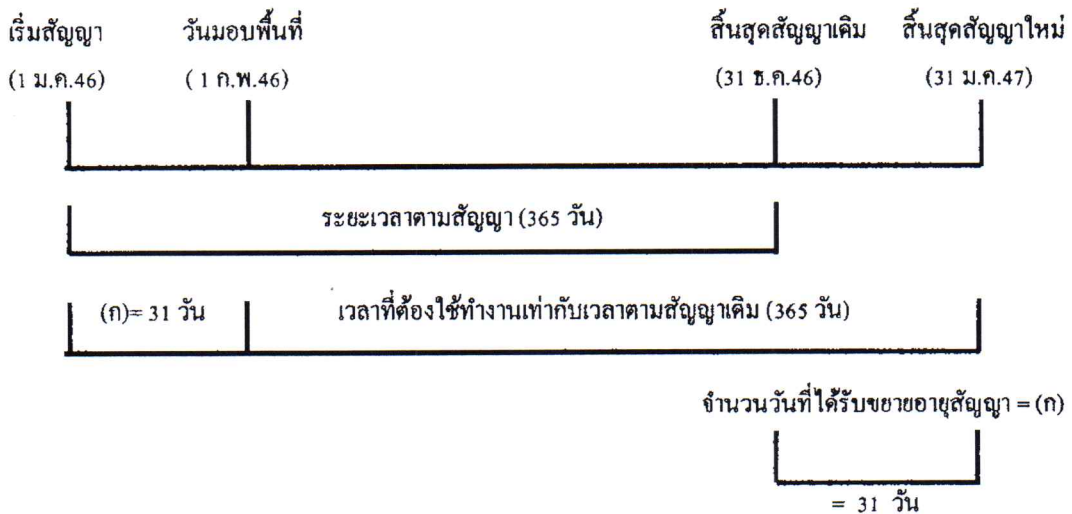 เริ่มสัญญา วันมอบพื้นที่ สิ้นสุดสัญญาเดิม สิ้นสุดสัญญาใหม่
(1 ม.ค.46) ( 1 ก.พ.46) (31 ธ.ค.46) (31 ม.ค.47)
ระยะเวลาตามสัญญา (365 วัน)
(ก)= 31 วัน เวลาที่ต้องใช้ทำงานเท่ากับเวลาตามสัญญาเดิม (365 วัน)
จำนวนวันที่ได้รับขยายอายุสัญญา = (ก)
= 31 วัน